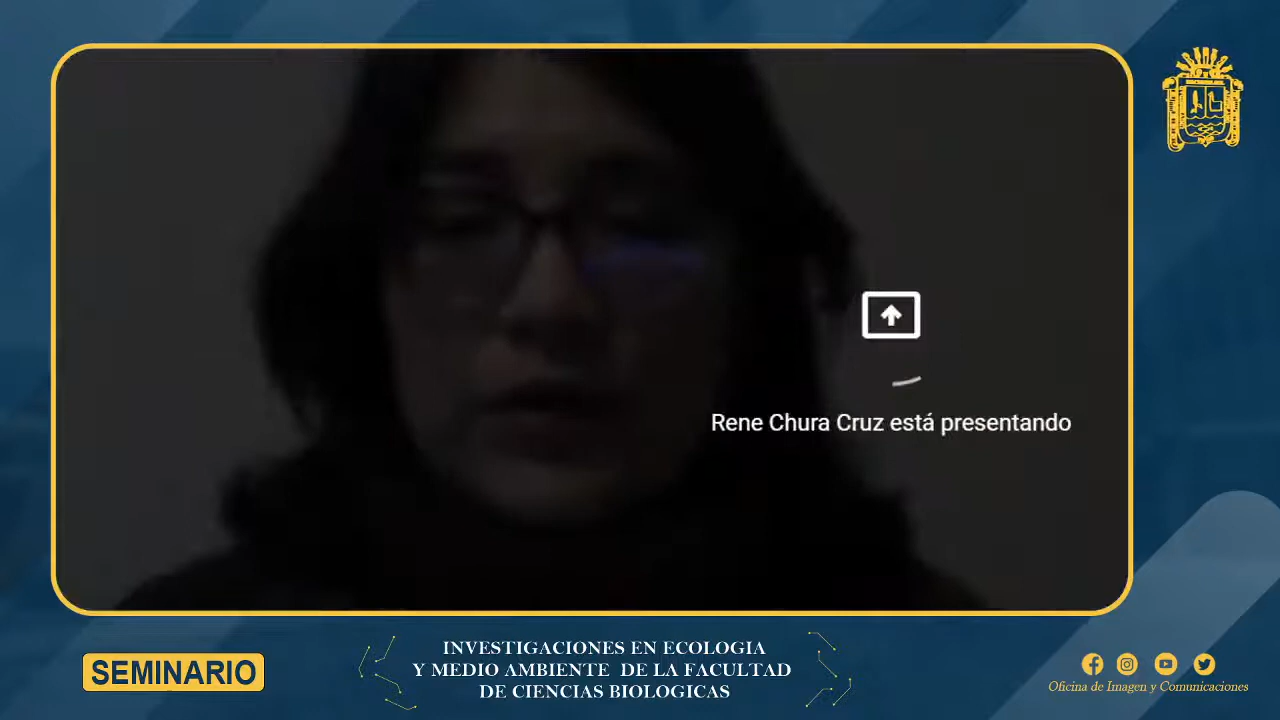 Rene Chura Cruz está presentando
SEMINARIO
INVESTIGACIONES EN ECOLOGIA
Y MEDIO AMBIENTE DE LA FACULTAD
DE CIENCIAS BIOLOGICAS
Oficina de Imagen y Comunicaciones